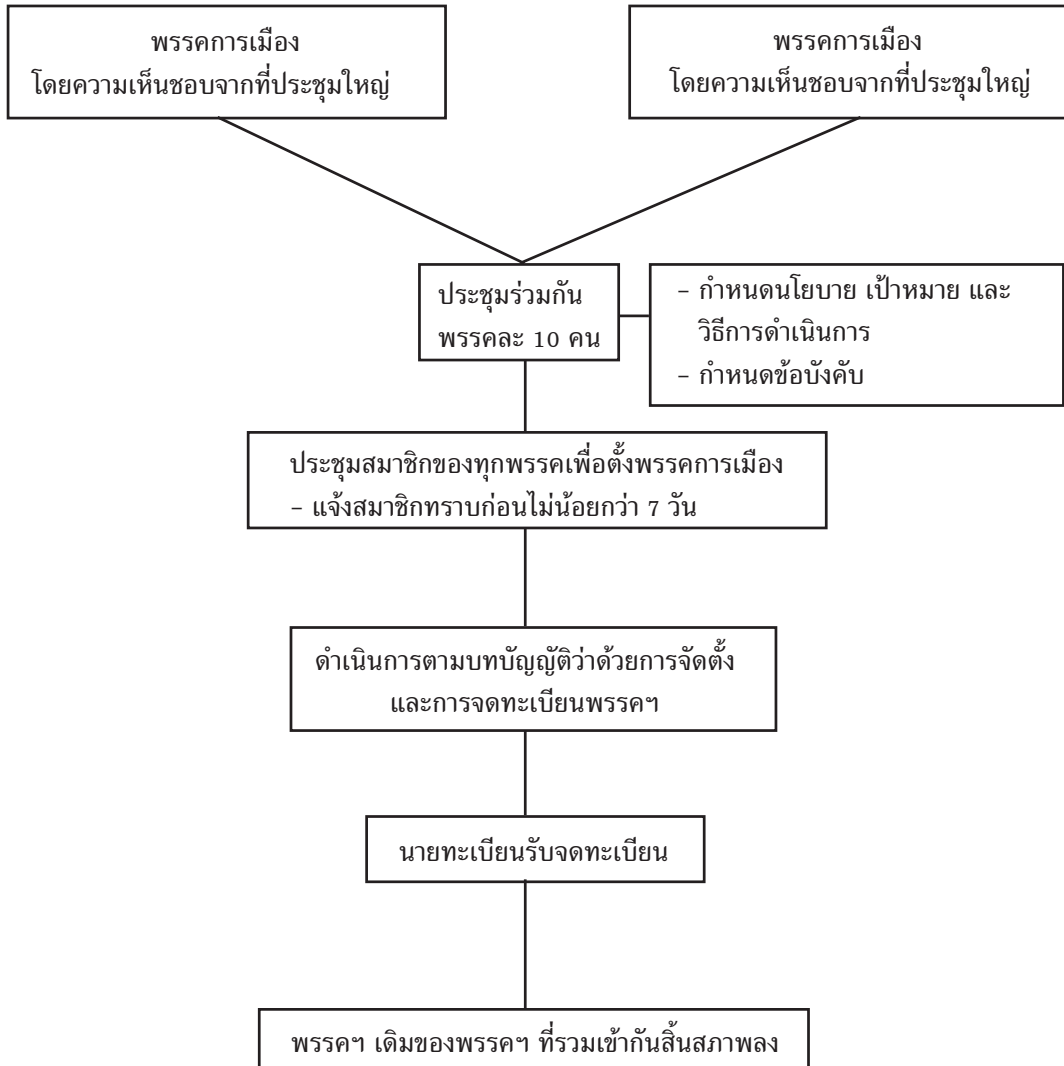 พรรคการเมือง
โดยความเห็นชอบจากที่ประชุมใหญ่
พรรคการเมือง
โดยความเห็นชอบจากที่ประชุมใหญ่
ประชุมร่วมกัน
พรรคละ 10 คน
– กำหนดนโยบาย เป้าหมาย และ
วิธีการดำเนินการ
– กำหนดข้อบังคับ
ประชุมสมาชิกของทุกพรรคเพื่อตั้งพรรคการเมือง
– แจ้งสมาชิกทราบก่อนไม่น้อยกว่า 7 วัน
ดำเนินการตามบทบัญญัติว่าด้วยการจัดตั้ง
และการจดทะเบียนพรรคฯ
นายทะเบียนรับจดทะเบียน
พรรคฯ เดิมของพรรคฯ ที่รวมเข้ากันสิ้นสภาพลง